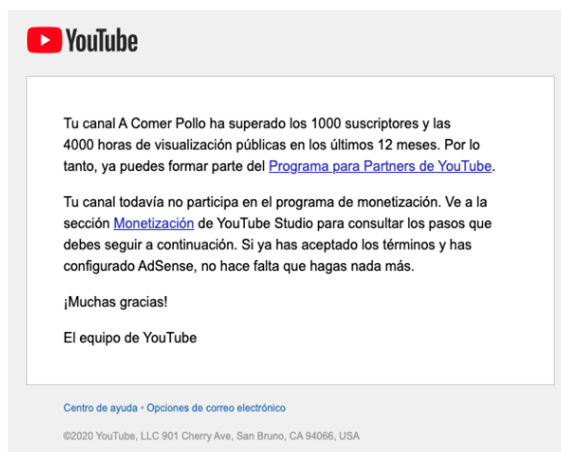 YouTube
Tu canal A Comer Pollo ha superado los 1000 suscriptores y las
4000 horas de visualización públicas en los últimos 12 meses. Por lo
tanto, ya puedes formar parte del Programa para Partners de YouTube.
Tu canal todavía no participa en el programa de monetización. Ve a la
sección Monetización de YouTube Studio para consultar los pasos que
debes seguir a continuación. Si ya has aceptado los términos y has
configurado AdSense, no hace falta que hagas nada más.
¡Muchas gracias!
El equipo de YouTube
Centro de ayuda • Opciones de correo electrónico
©2020 YouTube, LLC 901 Cherry Ave, San Bruno, CA 94066, USA